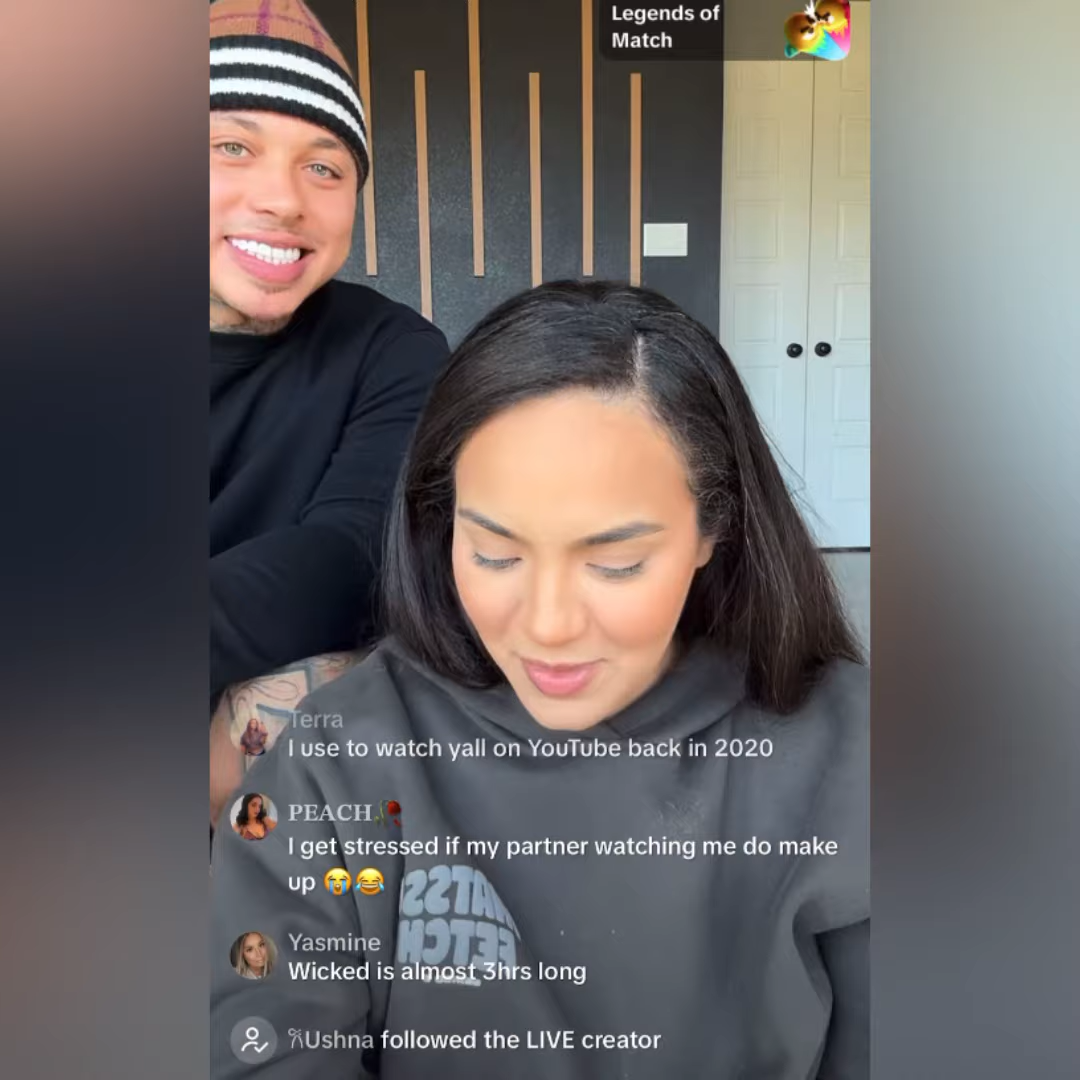 Legends of
Match
Terra
I use to watch yall on YouTube back in 2020
PEACH🥀
I get stressed if my partner watching me do make
up 😭😂
Yasmine
Wicked is almost 3hrs long
Ushna followed the LIVE creator
FETCH